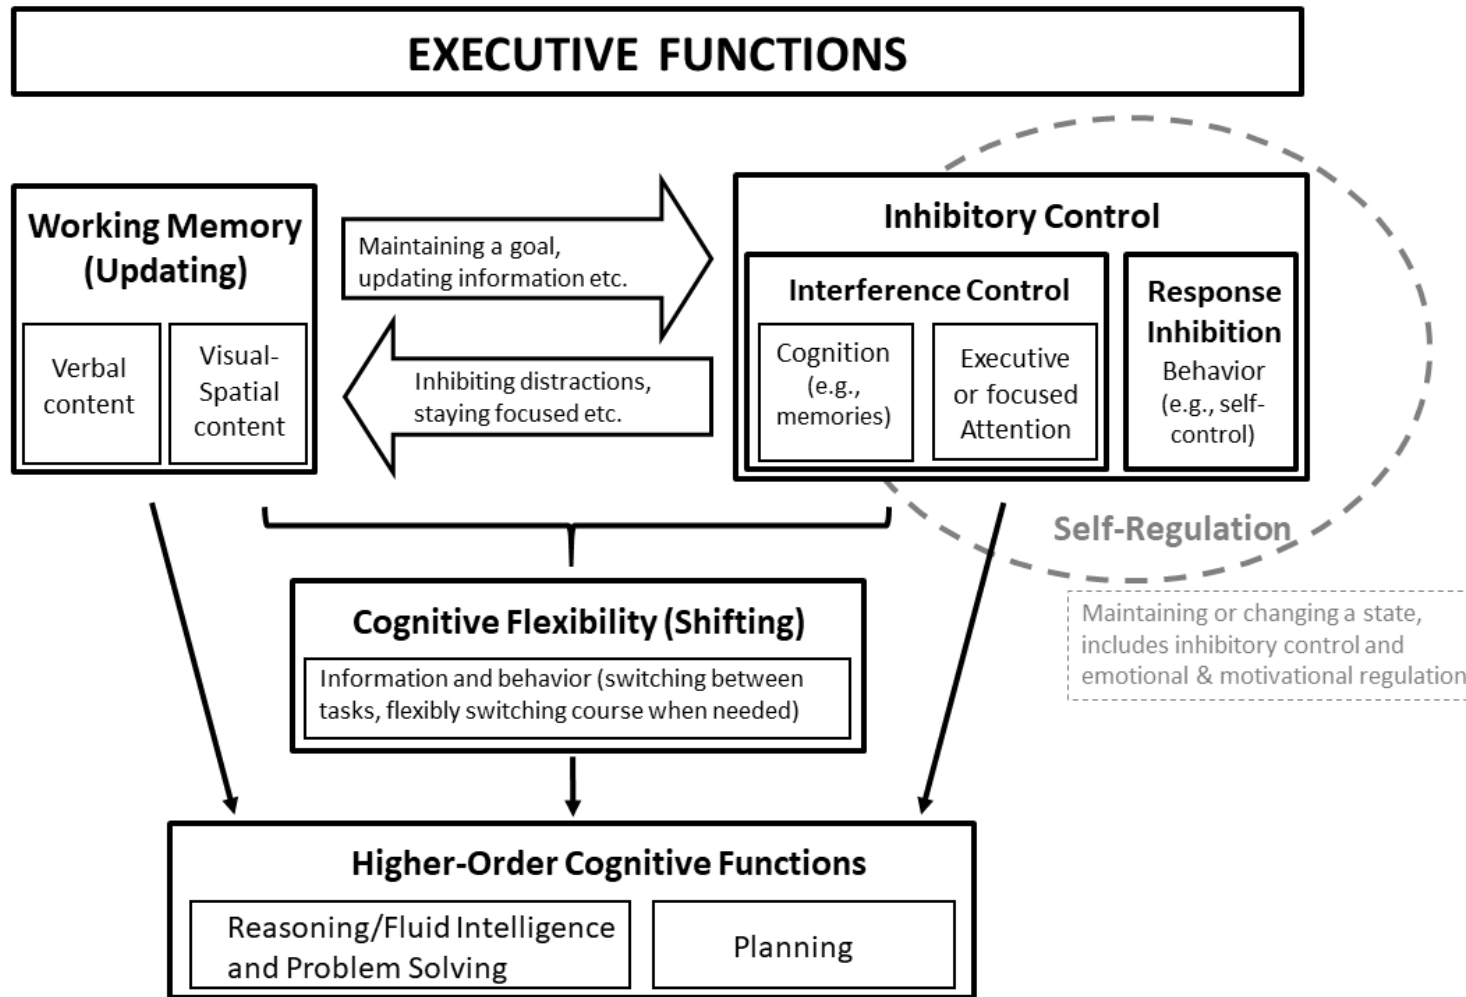 EXECUTIVE FUNCTIONS
Working Memory
(Updating)
Verbal
content
Visual-
Spatial
content
Maintaining a goal,
updating information etc.
Inhibiting distractions,
staying focused etc.
Inhibitory Control
Interference Control
Cognition
(e.g.,
memories)
Executive
or focused
Attention
Response
Inhibition
Behavior
(e.g., self-
control)
Self-Regulation
Maintaining or changing a state,
includes inhibitory control and
emotional & motivational regulation
Cognitive Flexibility (Shifting)
Information and behavior (switching between
tasks, flexibly switching course when needed)
Higher-Order Cognitive Functions
Reasoning/Fluid Intelligence
and Problem Solving
Planning